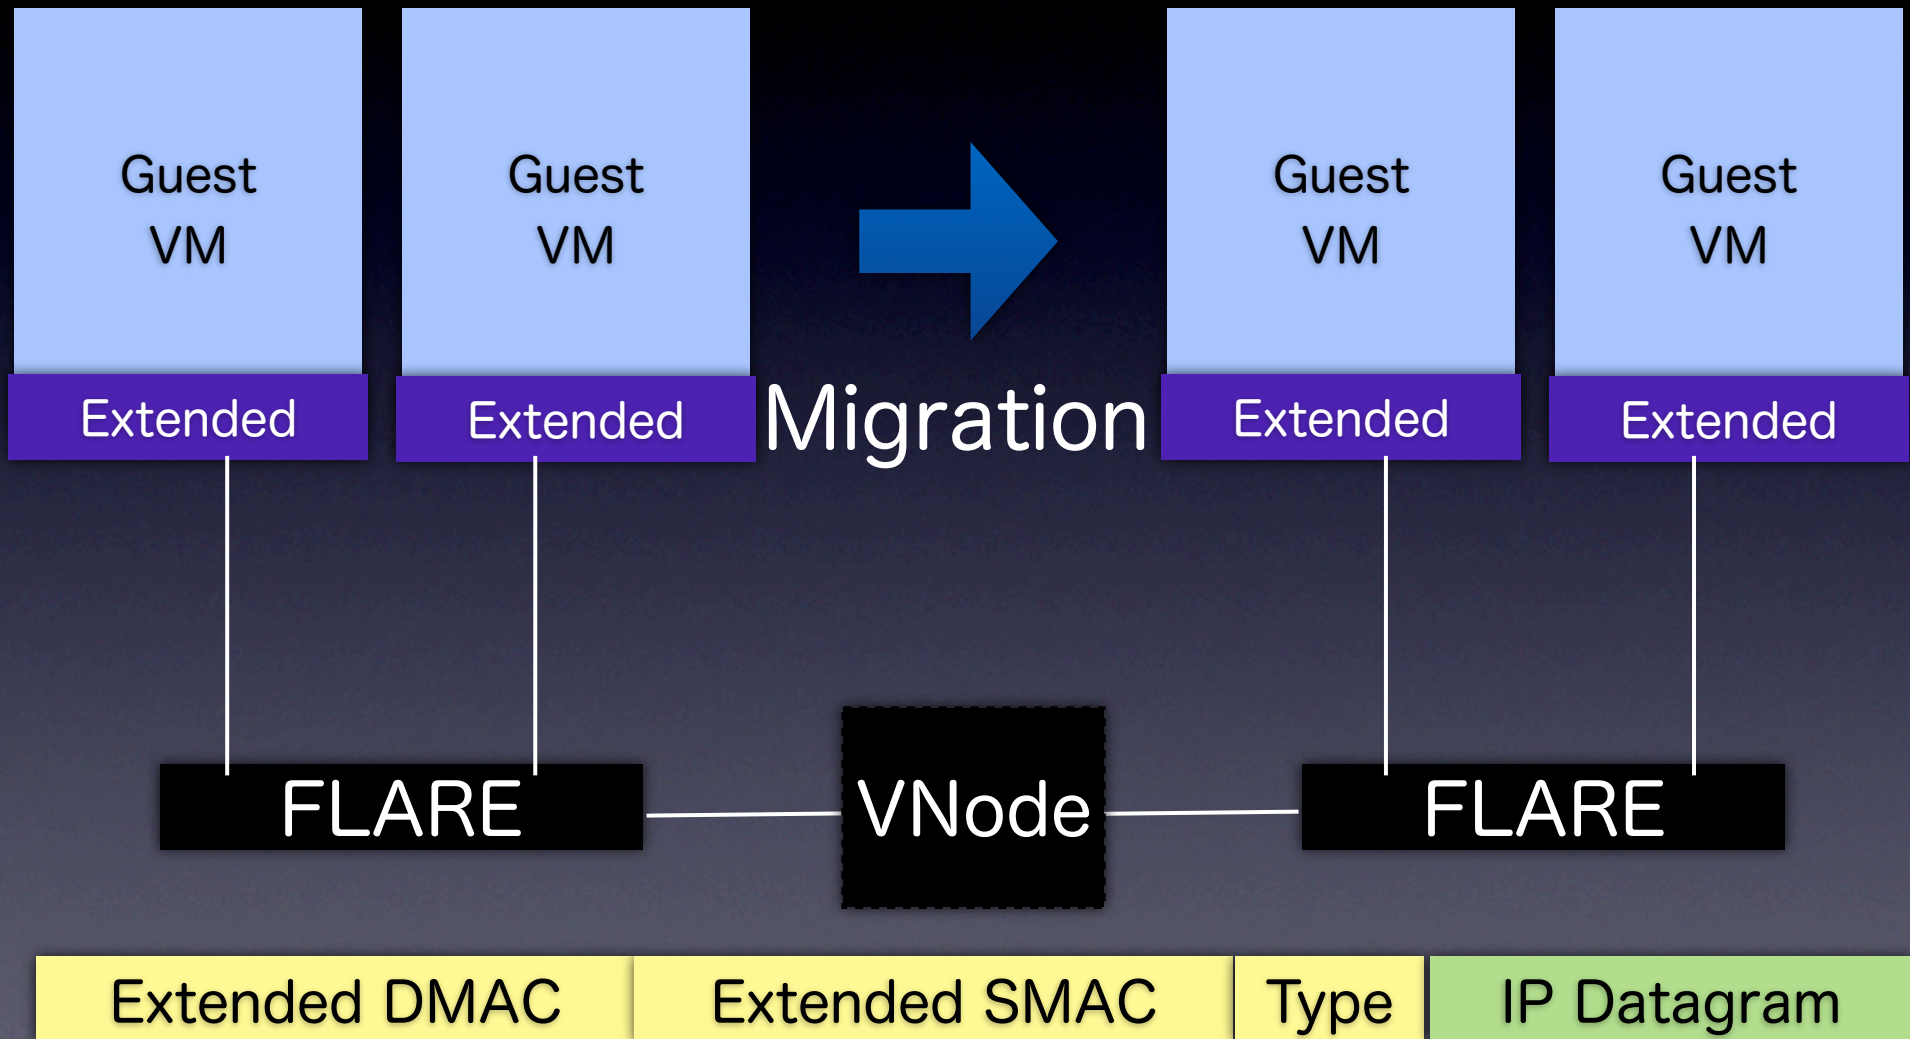 Guest
VM
Guest
VM
Guest
VM
Guest
VM
Extended
Extended
Migration
Extended
Extended
FLARE
VNode
FLARE
Extended DMAC
Extended SMAC
Type
IP Datagram